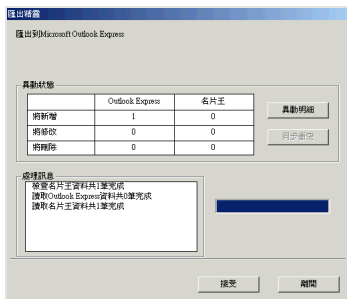 匯出精靈
匯出到Microsoft Outlook Express
異動狀態
Outlook Express 名片王
將新增 1 0
將修改 0 0
將刪除 0 0
異動明細
同步衝突
處理訊息
檢查名片王資料共1筆完成
讀取Outlook Express資料共0筆完成
讀取名片王資料共1筆完成
接受 離開